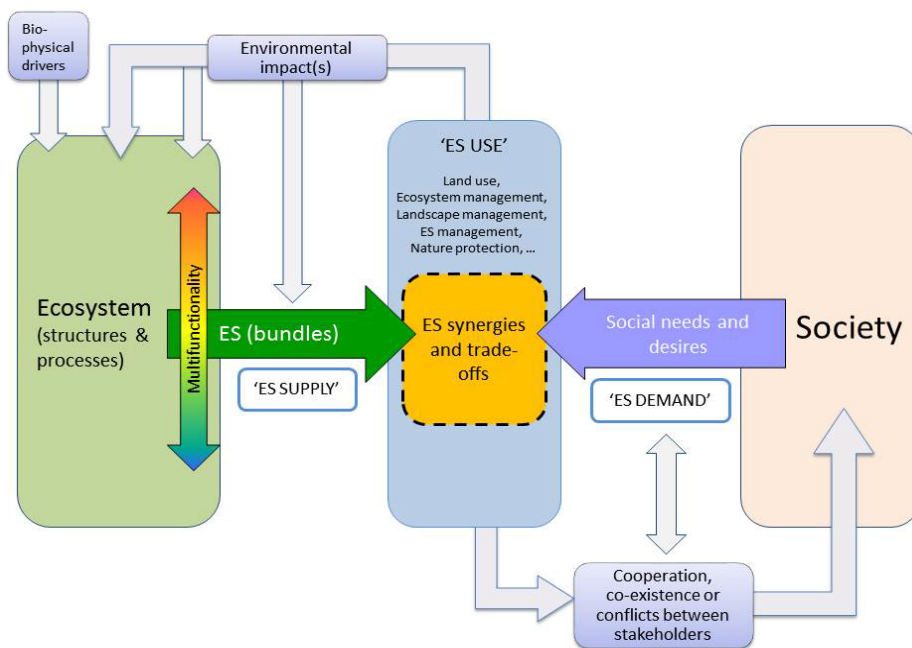 Bio-
physical
drivers
Environmental
impact(s)
'ES USE'
Land use,
Ecosystem management,
Landscape management,
ES management,
Nature protection, ...
Ecosystem
(structures &
processes)
Multifunctionality
ES (bundles)
'ES SUPPLY'
ES synergies
and trade-
offs
Social needs and
desires
'ES DEMAND'
Society
Cooperation,
co-existence or
conflicts between
stakeholders